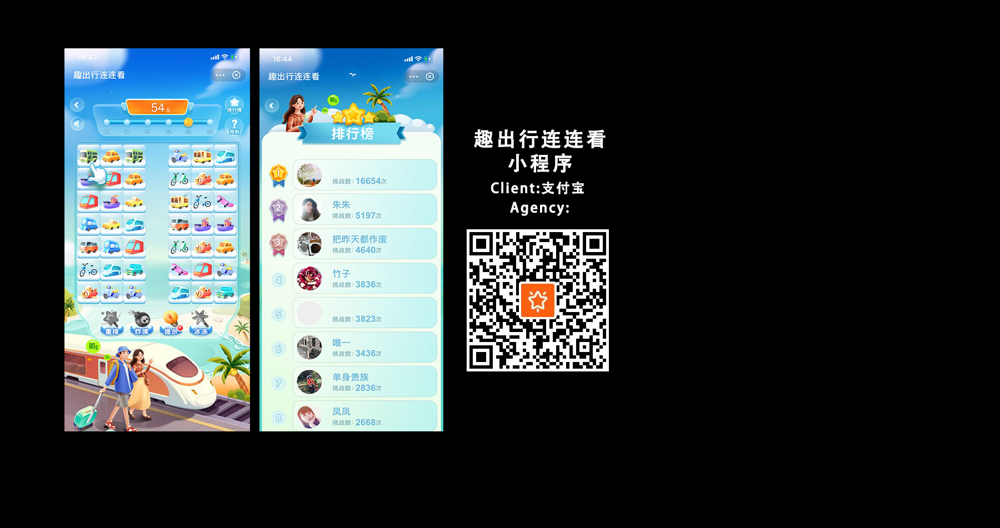 16:43
趣出行连连看
54s
排行榜
49 50 51 52 53 54
规则
重排 炸弹 提示 冰冻
80g
52g
16:44
趣出行连连看
80g
52g
排行榜
1
挑战数：16654次
2
朱朱
挑战数：5197次
3
把昨天都作废
挑战数：4640次
4
竹子
挑战数：3836次
5
挑战数：3823次
6
唯一
挑战数：3436次
7
单身贵族
挑战数：2836次
8
凤凤
挑战数：2668次
趣出行连连看
小程序
Client:支付宝
Agency: